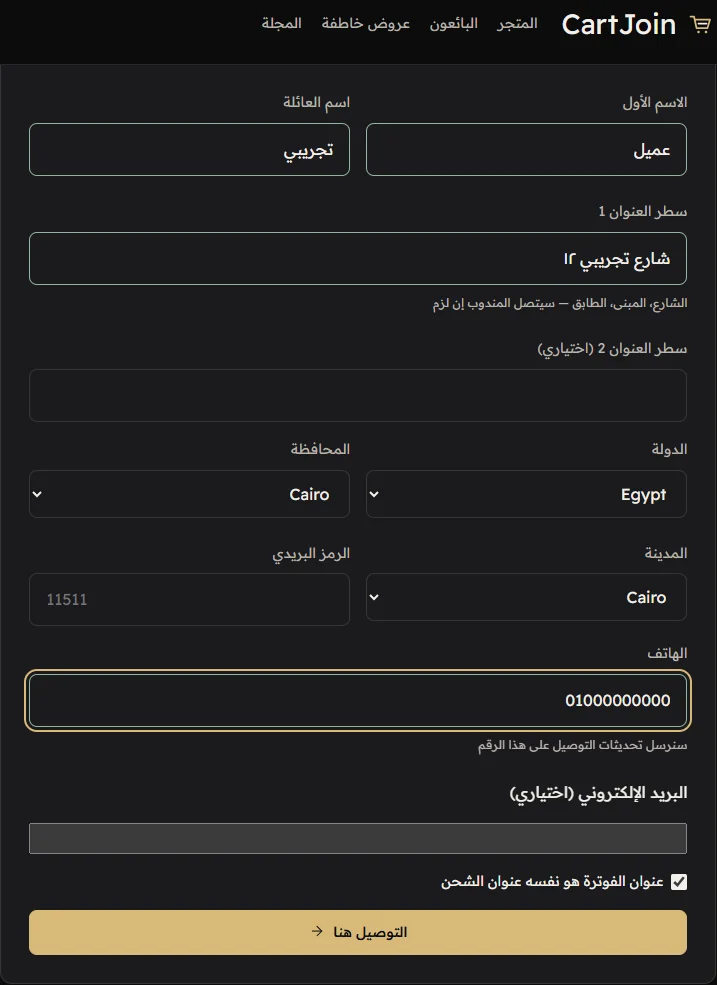 CartJoin
المتجر
البائعون
عروض خاطفة
المجلة
الاسم الأول
اسم العائلة
عميل
تجريبي
سطر العنوان 1
شارع تجريبي ١٢
الشارع، المبنى، الطابق — سيتصل المندوب إن لزم
سطر العنوان 2 (اختياري)
الدولة
المحافظة
Egypt
Cairo
المدينة
الرمز البريدي
Cairo
11511
الهاتف
01000000000
سنرسل تحديثات التوصيل على هذا الرقم
البريد الإلكتروني (اختياري)
عنوان الفوترة هو نفسه عنوان الشحن
التوصيل هنا →